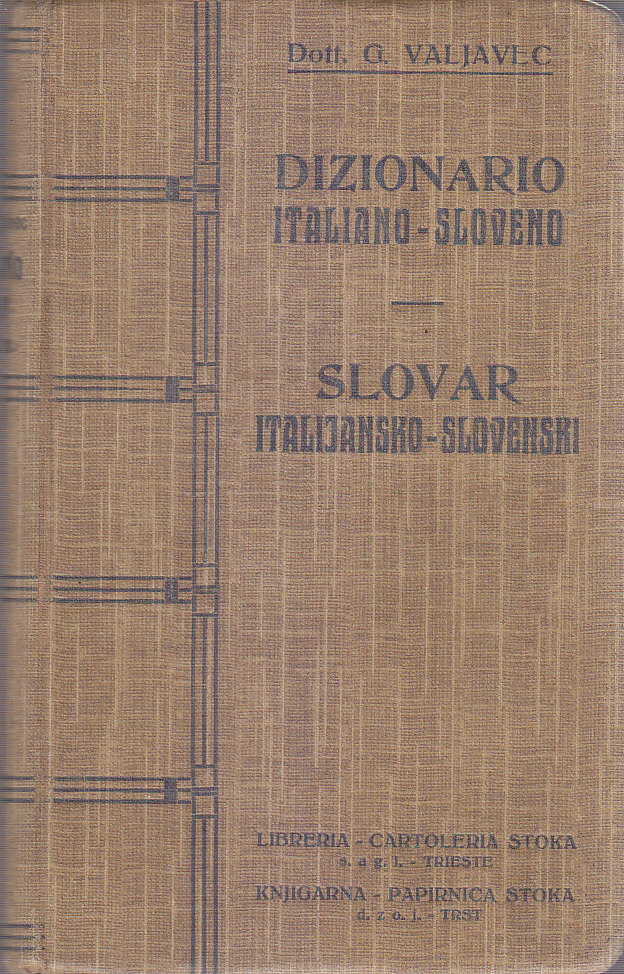 Dott. G. VALJAVEC
DIZIONARIO
ITALIANO-SLOVENO
SLOVAR
ITALIJANSKO-SLOVENSKI
LIBRERIA - CARTOLERIA STOKA
s. a g. l. - TRIESTE
KNJIGARNA - PAPIRNICA STOKA
d. z o. j. - TRST